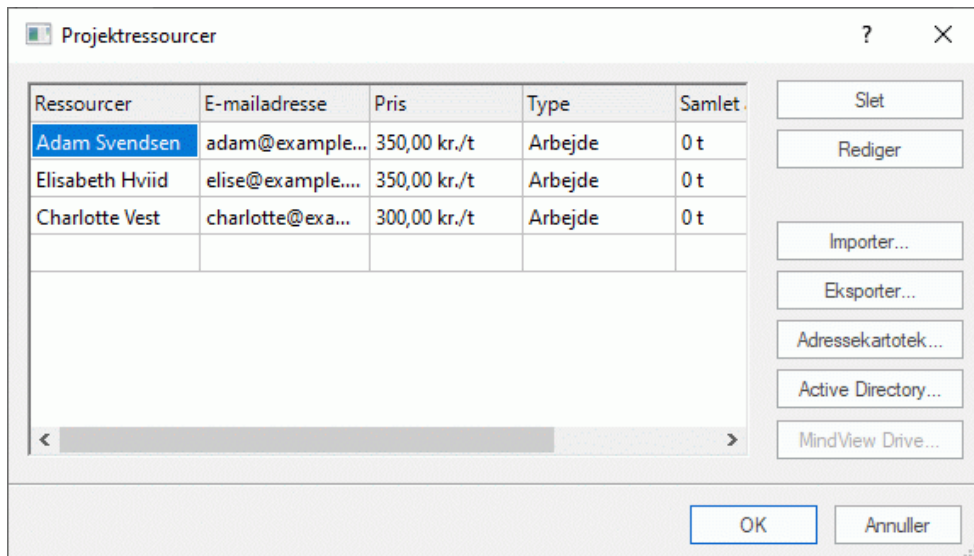 Projektressourcer
Ressourcer E-mailadresse Pris Type Samlet
Adam Svendsen adam@example... 350,00 kr./t Arbejde 0 t
Elisabeth Hviid elise@example.... 350,00 kr./t Arbejde 0 t
Charlotte Vest charlotte@exa... 300,00 kr./t Arbejde 0 t
Slet
Rediger
Importer...
Eksporter...
Adressekartotek...
Active Directory...
MindView Drive...
OK Annuller